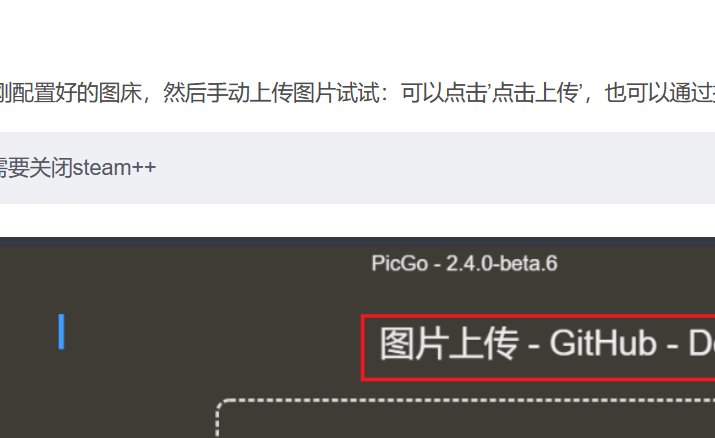 刚配置好的图床，然后手动上传图片试试：可以点击'点击上传'，也可以通过
需要关闭steam++
PicGo - 2.4.0-beta.6
图片上传 - GitHub - De